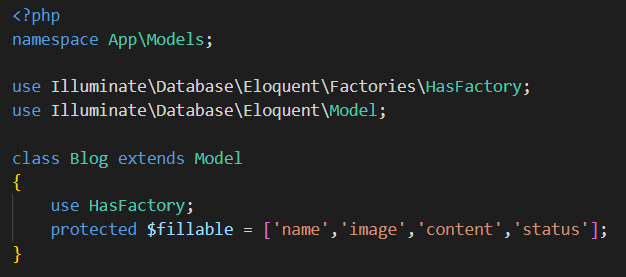 <?php
namespace App\Models;
use Illuminate\Database\Eloquent\Factories\HasFactory;
use Illuminate\Database\Eloquent\Model;
class Blog extends Model
{
use HasFactory;
protected $fillable = ['name','image','content','status'];
}